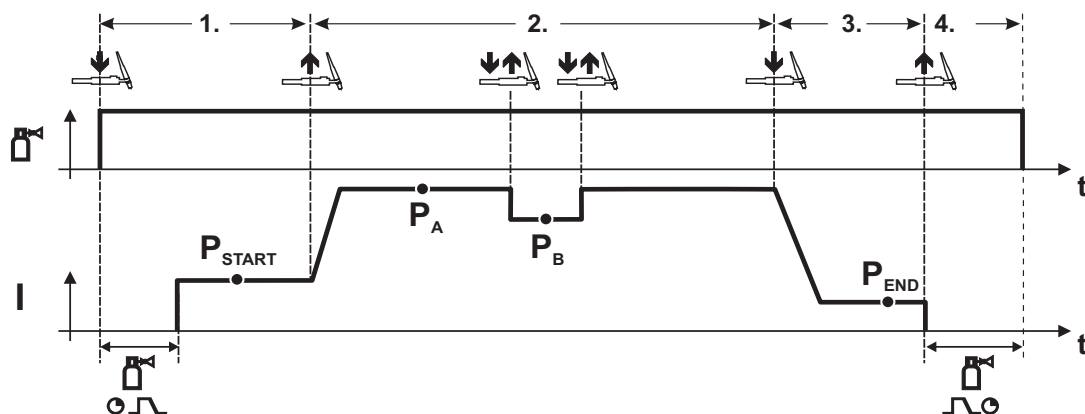 1. 2. 3. 4.
t
P_A
P_B
P_START
P_END
I
t